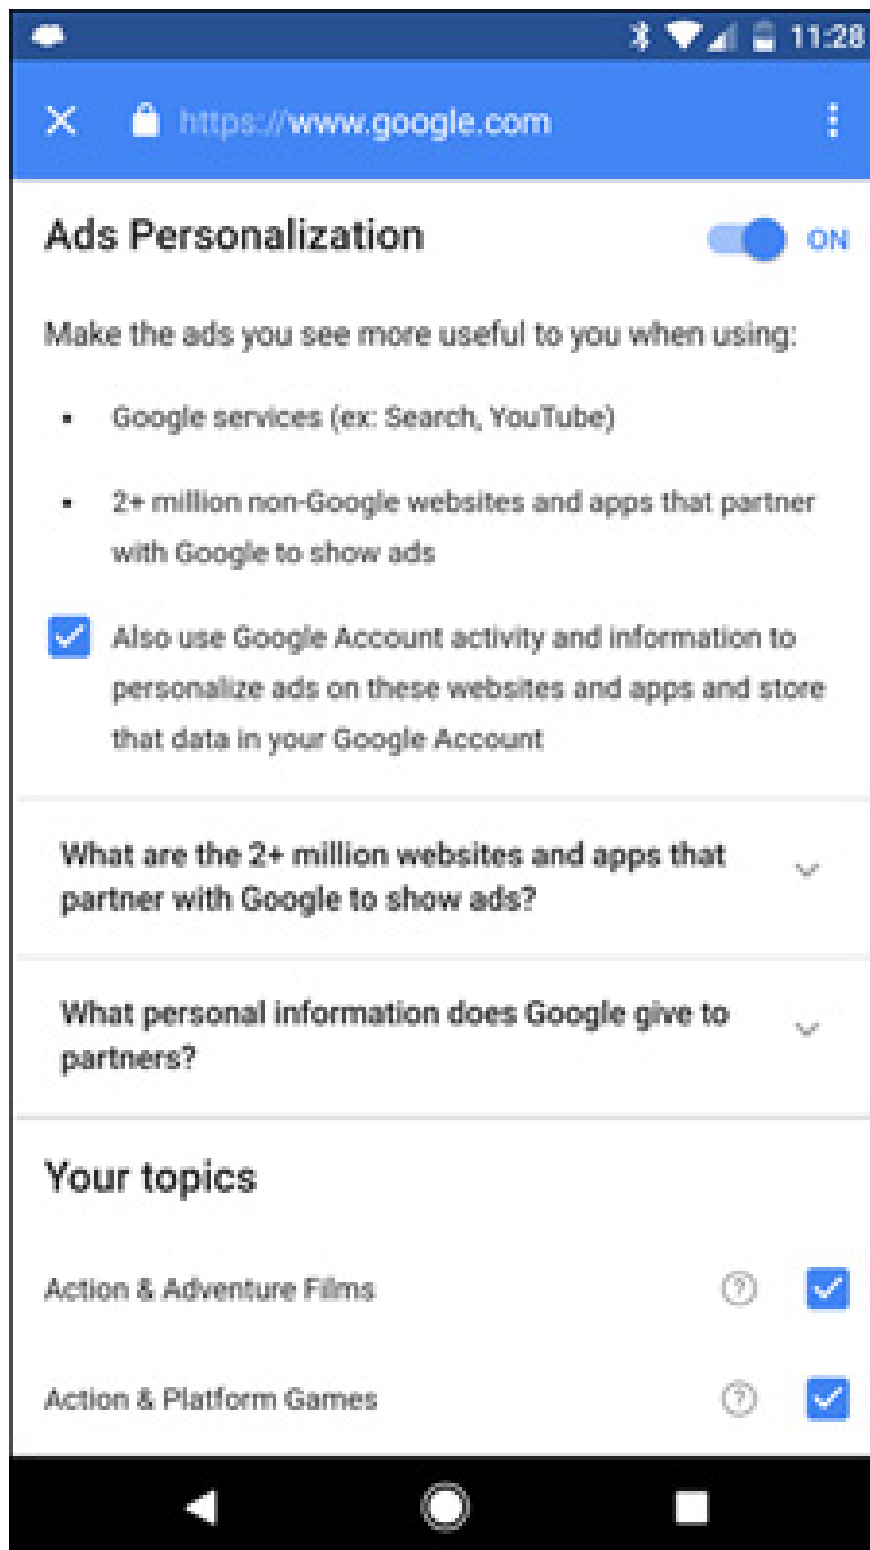 11:28
https://www.google.com
Ads Personalization
ON
Make the ads you see more useful to you when using:
Google services (ex: Search, YouTube)
2+ million non-Google websites and apps that partner
with Google to show ads
Also use Google Account activity and information to
personalize ads on these websites and apps and store
that data in your Google Account
What are the 2+ million websites and apps that
partner with Google to show ads?
What personal information does Google give to
partners?
Your topics
Action & Adventure Films
Action & Platform Games